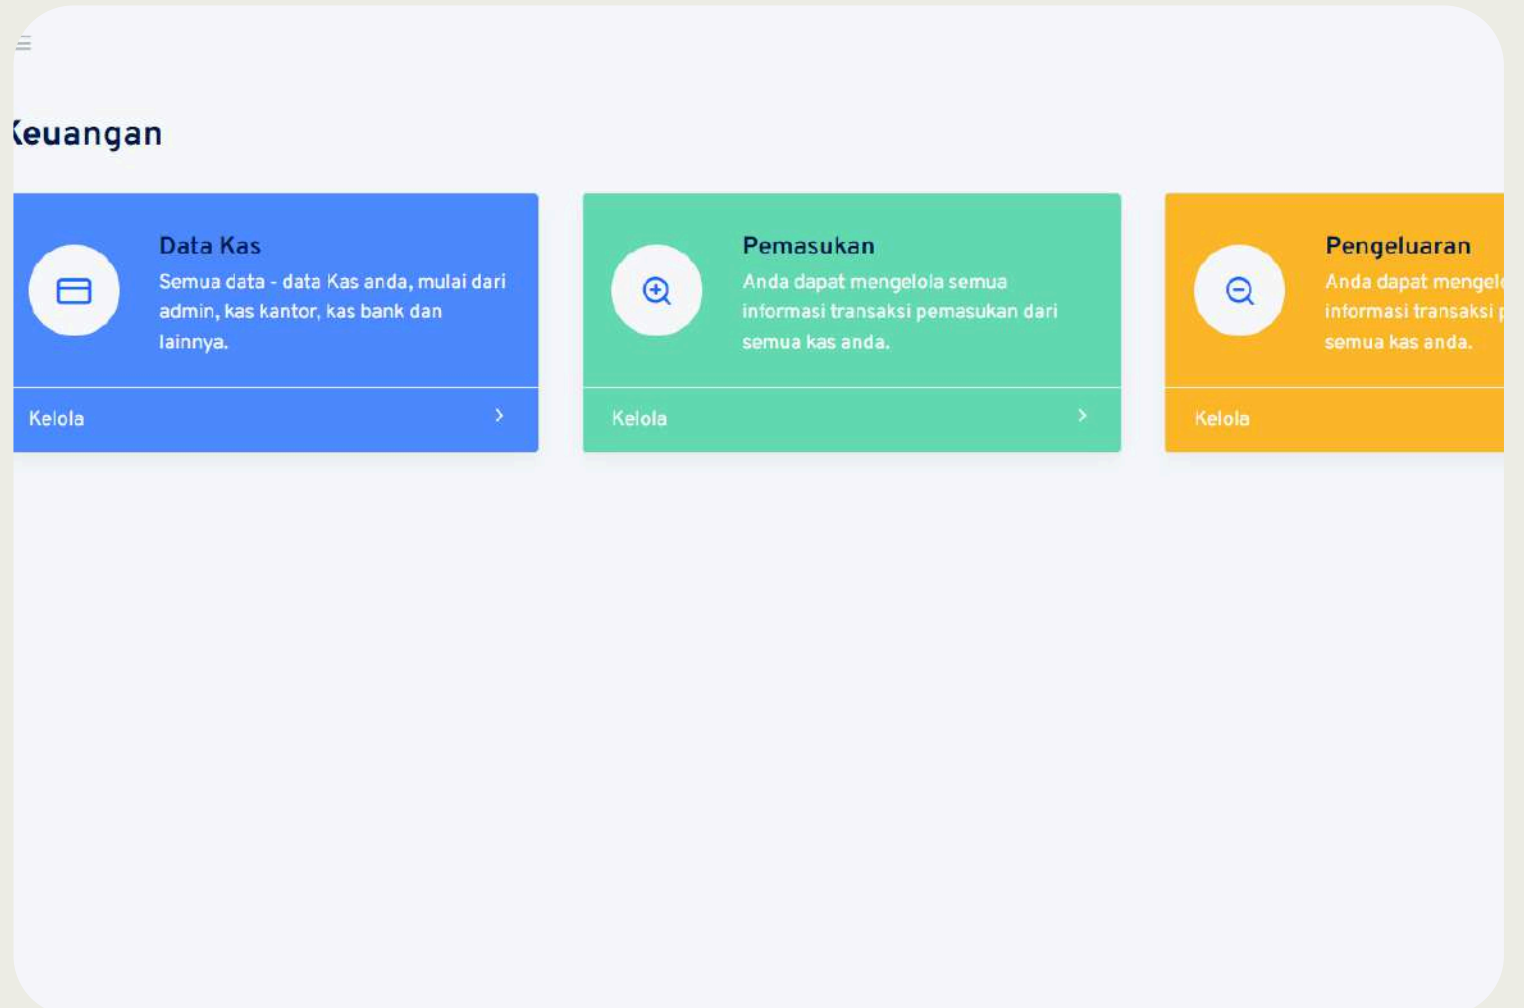 Keuangan
Data Kas
Semua data - data Kas anda, mulai dari
admin, kas kantor, kas bank dan
lainnya.
Kelola
Pemasukan
Anda dapat mengelola semua
informasi transaksi pemasukan dari
semua kas anda.
Kelola
Pengeluaran
Anda dapat
informasi transaksi
semua kas anda.
Kelola